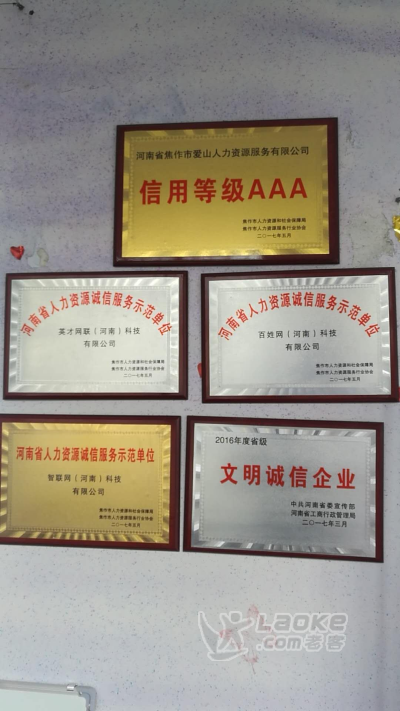 河南省焦作市爱山人力资源服务有限公司
信用等级AAA
焦作市人力资源和社会保障局
焦作市人力资源服务行业协会
二〇一七年五月
河南省人力资源诚信服务示范单位
英才网联（河南）科技
有限公司
焦作市人力资源和社会保障局
焦作市人力资源服务行业协会
二〇一七年五月
河南省人力资源诚信服务示范单位
百姓网（河南）科技
有限公司
焦作市人力资源和社会保障局
焦作市人力资源服务行业协会
二〇一七年五月
河南省人力资源诚信服务示范单位
智联网（河南）科技
有限公司
焦作市人力资源和社会保障局
焦作市人力资源服务行业协会
二〇一七年五月
2016年度省级
文明诚信企业
中共河南省委宣传部
河南省工商行政管理局
二〇一七年三月
LAOKE
.com老客